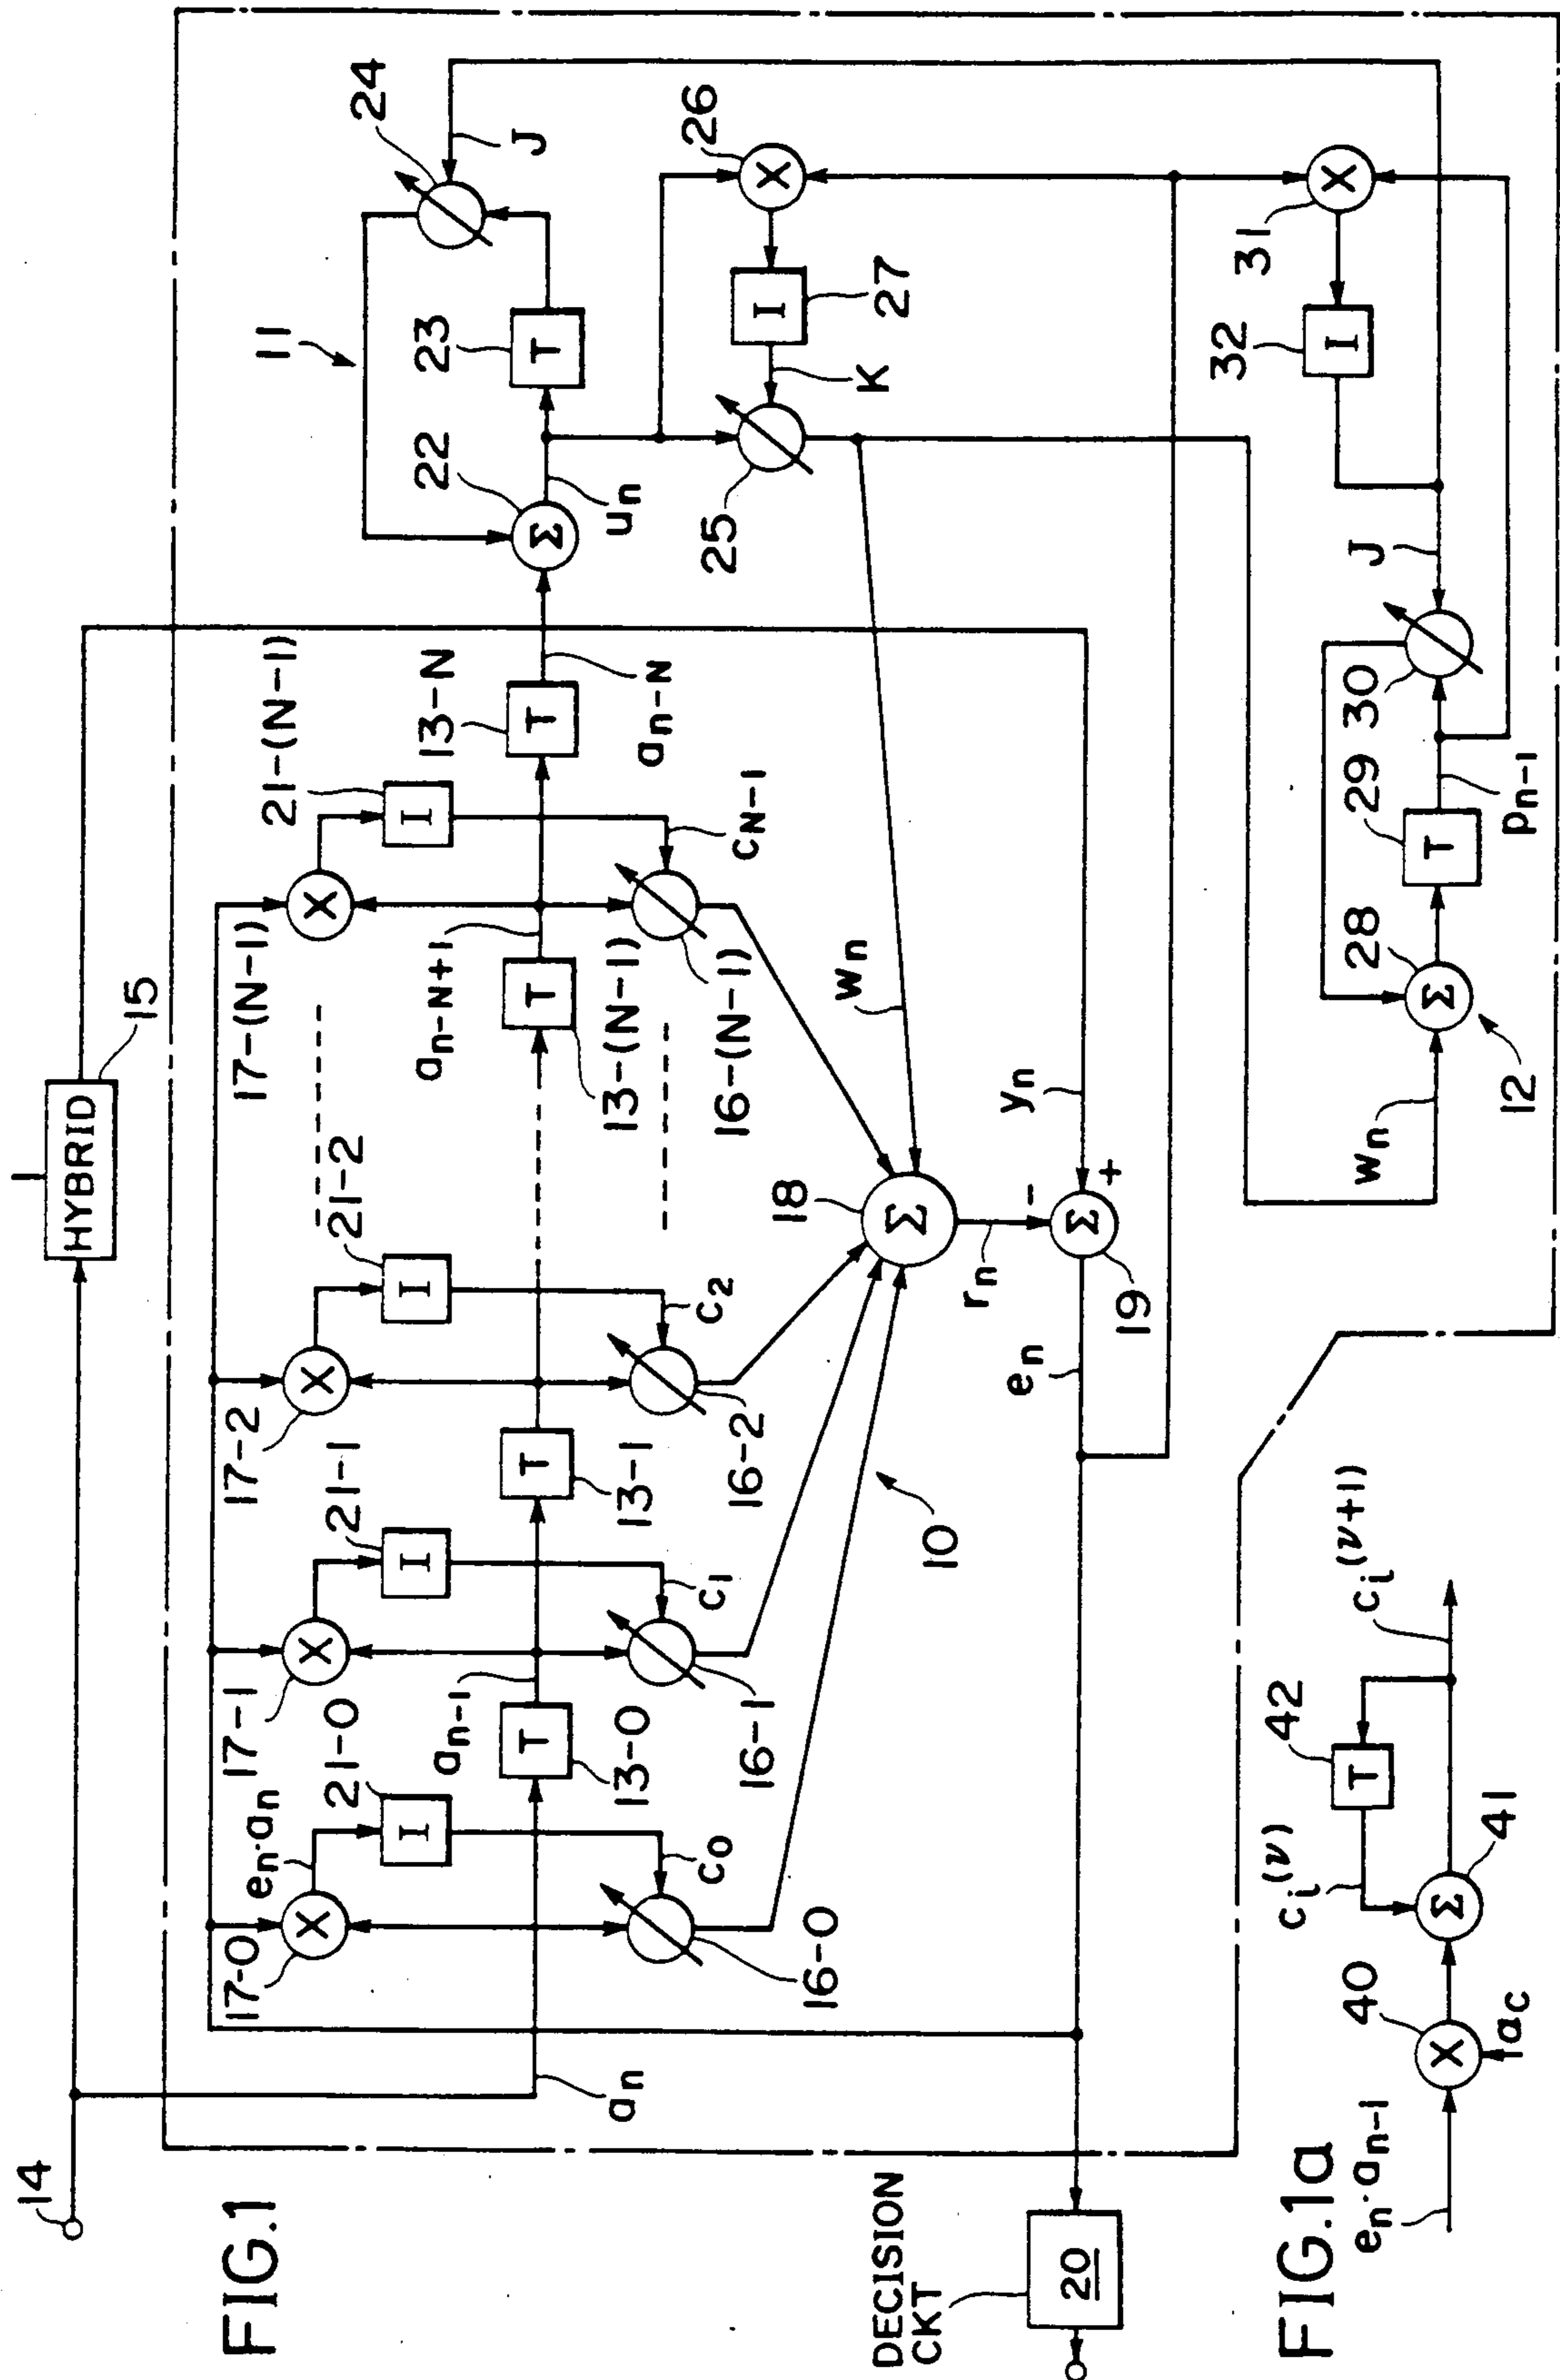 FIG.1
14
HYBRID
15
17-0
eₙ·aₙ
21-0
17-1
21-1
17-2
21-2
17-(N-1)
21-(N-1)
11
24
X
X
X
X
I
I
I
I
J
aₙ₋₁
aₙ₋N₊₁
13-N
22
23
T
T
T
T
Σ
T
aₙ
13-0
13-1
13-(N-1)
aₙ₋N
uₙ
c₀
c₁
c₂
cN₋₁
26
X
I
27
K
25
16-0
16-1
16-2
16-(N-1)
18
Σ
wₙ
10
rₙ
-
yₙ
+
Σ
19
eₙ
DECISION
CKT
20
31
X
32
I
J
30
29
T
pₙ₋₁
28
Σ
wₙ
12
FIG.1a
eₙ·aₙ₋ᵢ
40
X
αc
cᵢ(ν)
42
T
Σ
41
cᵢ(ν+1)